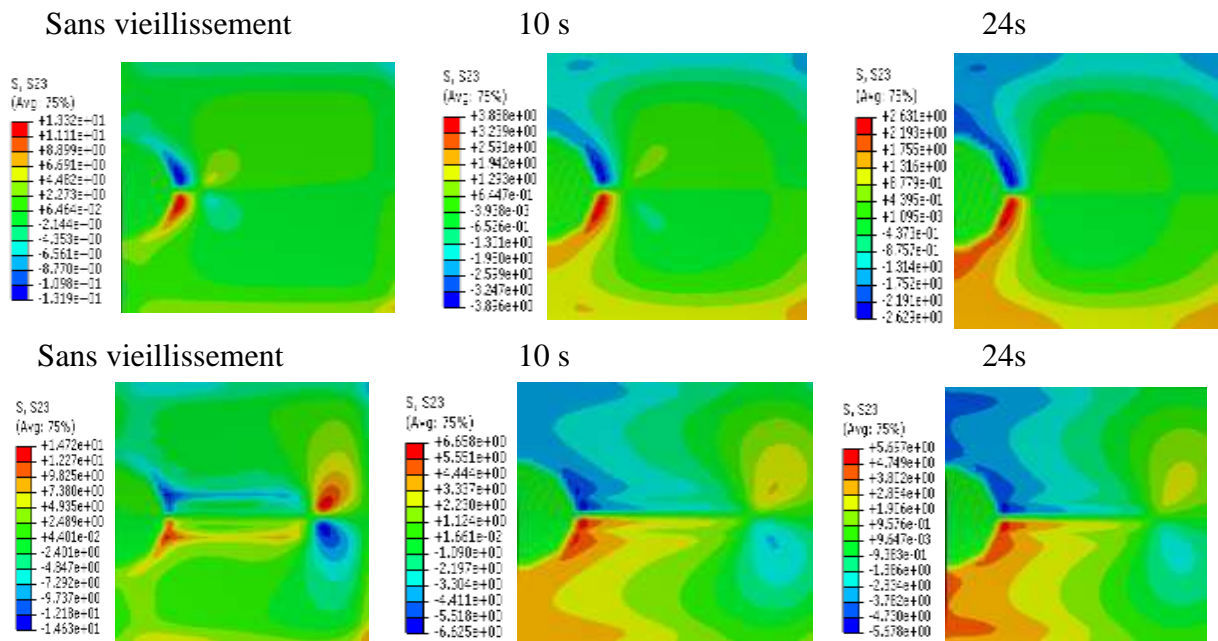 Sans vieillissement
10 s
24s
S, S23
(Avg: 75%)
+1.332e+01
+1.111e+01
+8.899e+00
+6.691e+00
+4.482e+00
+2.273e+00
+6.464e-02
-2.144e+00
-4.353e+00
-6.561e+00
-8.770e+00
-1.098e+01
-1.319e+01
S, S23
(Avg: 75%)
+3.888e+00
+3.239e+00
+2.591e+00
+1.942e+00
+1.293e+00
+6.447e-01
-3.938e-03
-6.526e-01
-1.301e+00
-1.950e+00
-2.599e+00
-3.247e+00
-3.896e+00
S, S23
(Avg: 75%)
+2.631e+00
+2.193e+00
+1.755e+00
+1.316e+00
+8.779e-01
+4.395e-01
+1.095e-03
-4.373e-01
-8.757e-01
-1.314e+00
-1.752e+00
-2.191e+00
-2.629e+00
Sans vieillissement
10 s
24s
S, S23
(Avg: 75%)
+1.472e+01
+1.227e+01
+9.825e+00
+7.380e+00
+4.935e+00
+2.489e+00
+4.401e-02
-2.401e+00
-4.847e+00
-7.292e+00
-9.737e+00
-1.218e+01
-1.463e+01
S, S23
(Avg: 75%)
+6.658e+00
+5.551e+00
+4.444e+00
+3.337e+00
+2.230e+00
+1.124e+00
+1.661e-02
-1.090e+00
-2.197e+00
-3.304e+00
-4.411e+00
-5.518e+00
-6.625e+00
S, S23
(Avg: 75%)
+5.697e+00
+4.749e+00
+3.802e+00
+2.854e+00
+1.906e+00
+9.576e-01
+9.647e-03
-9.383e-01
-1.886e+00
-2.834e+00
-3.782e+00
-4.730e+00
-5.678e+00